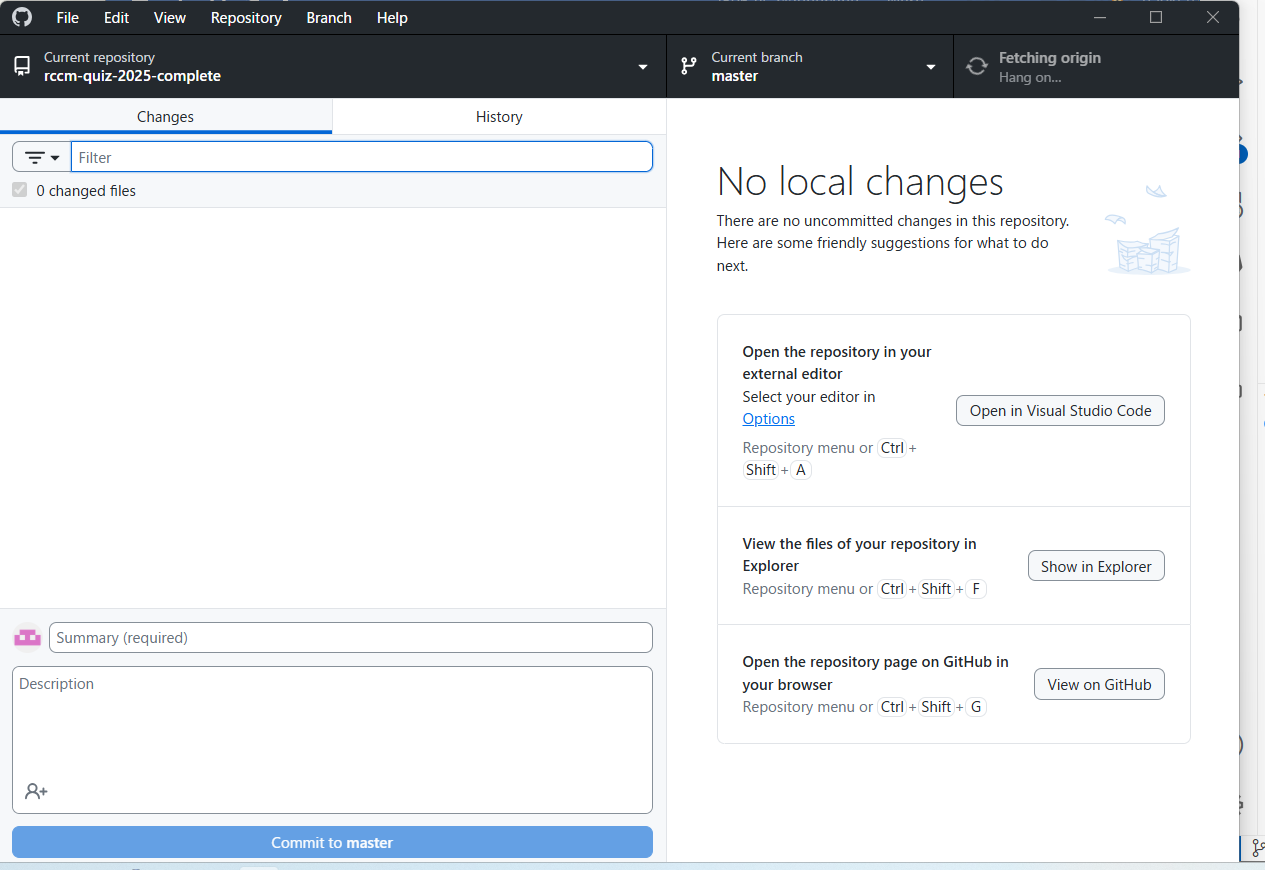 File Edit View Repository Branch Help
Current repository
rccm-quiz-2025-complete
Current branch
master
Fetching origin
Hang on...
Changes
History
Filter
0 changed files
No local changes
There are no uncommitted changes in this repository.
Here are some friendly suggestions for what to do
next.
Open the repository in your
external editor
Select your editor in
Options
Repository menu or Ctrl +
Shift + A
Open in Visual Studio Code
View the files of your repository in
Explorer
Repository menu or Ctrl + Shift + F
Show in Explorer
Open the repository page on GitHub in
your browser
Repository menu or Ctrl + Shift + G
View on GitHub
Summary (required)
Description
Commit to master